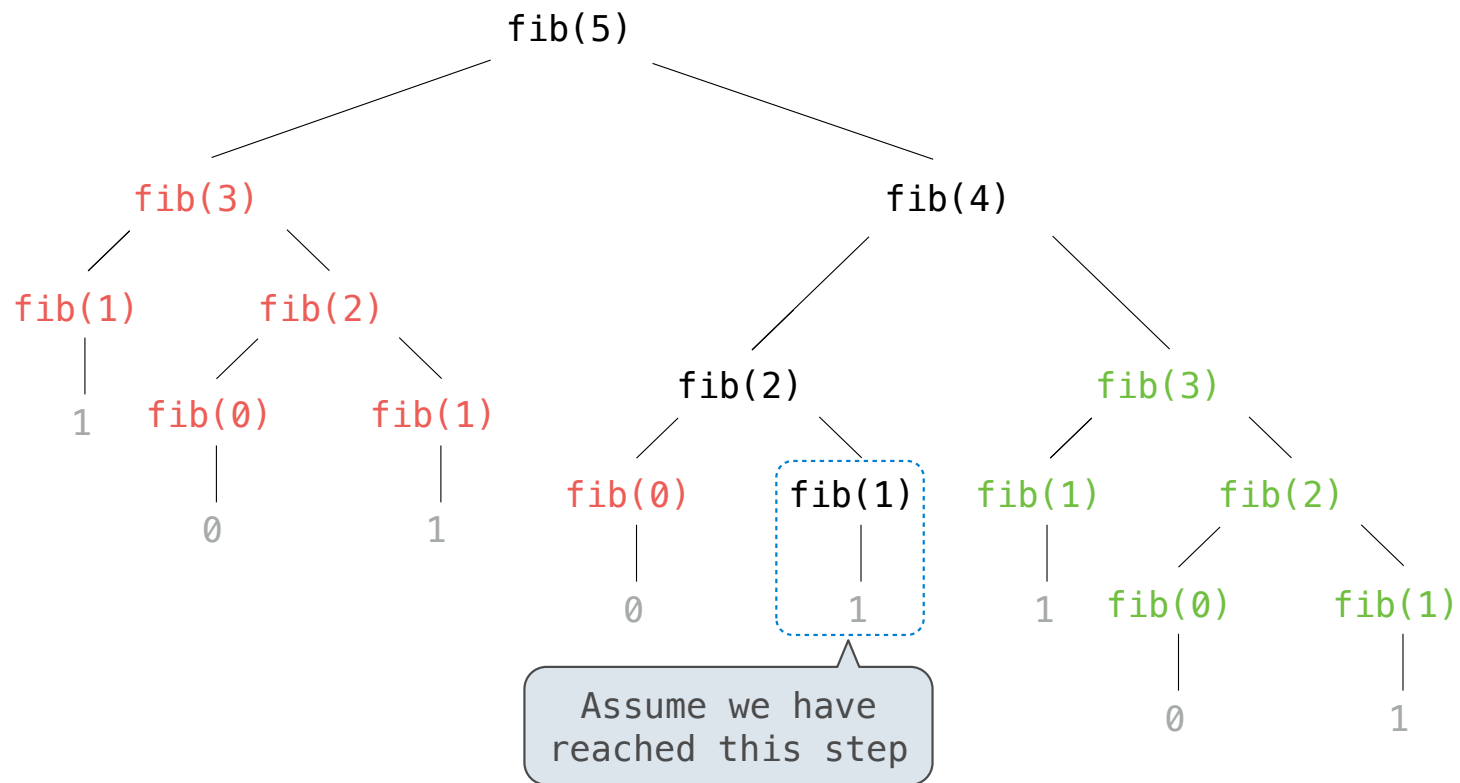 fib(5)
fib(3) fib(4)
fib(1) fib(2)
fib(2) fib(3)
1 fib(0) fib(1)
fib(0) fib(1) fib(1) fib(2)
0 1
0 1 1 fib(0) fib(1)
Assume we have
reached this step
0 1